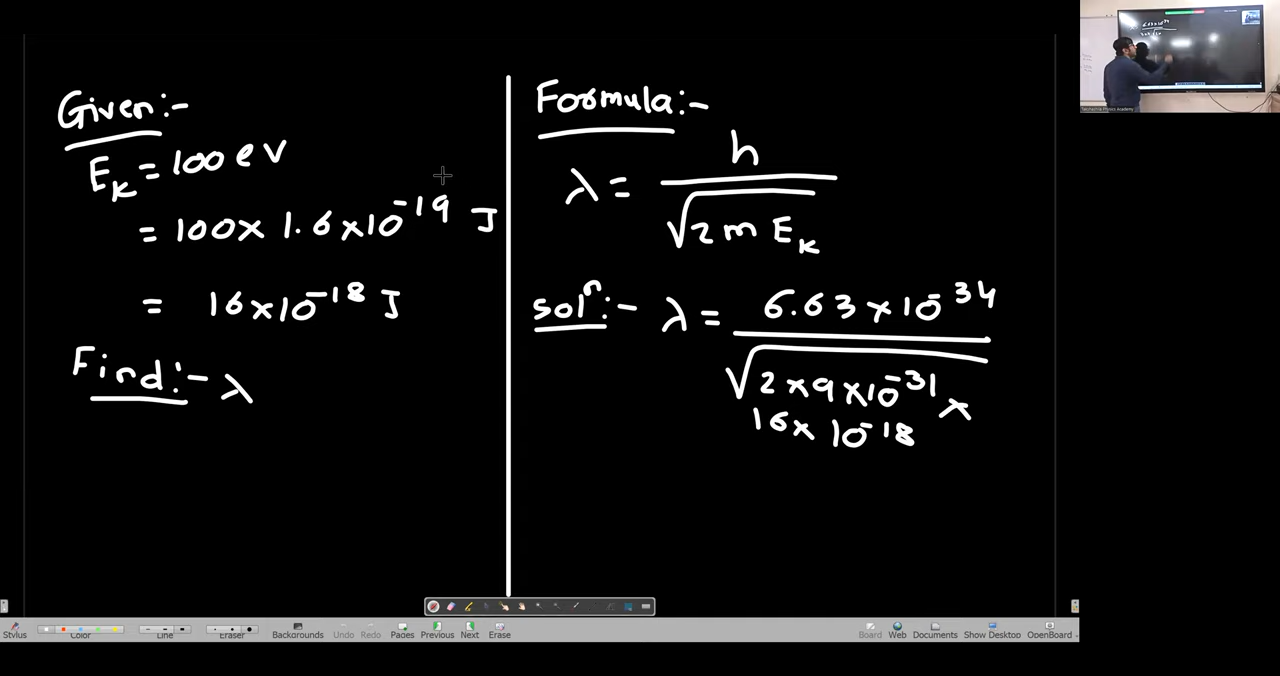 Given:-
E_K = 100 eV
= 100 × 1.6 × 10^-19 J
= 16 × 10^-18 J
Find:- λ
Formula:-
λ = h / √(2 m E_K)
solⁿ:- λ = 6.63 × 10^-34 / √(2 × 9 × 10^-31 ×
16 × 10^-18)
Stylus Color Line Eraser Backgrounds Undo Redo Pages Previous Next Erase Board Web Documents Show Desktop OpenBoard